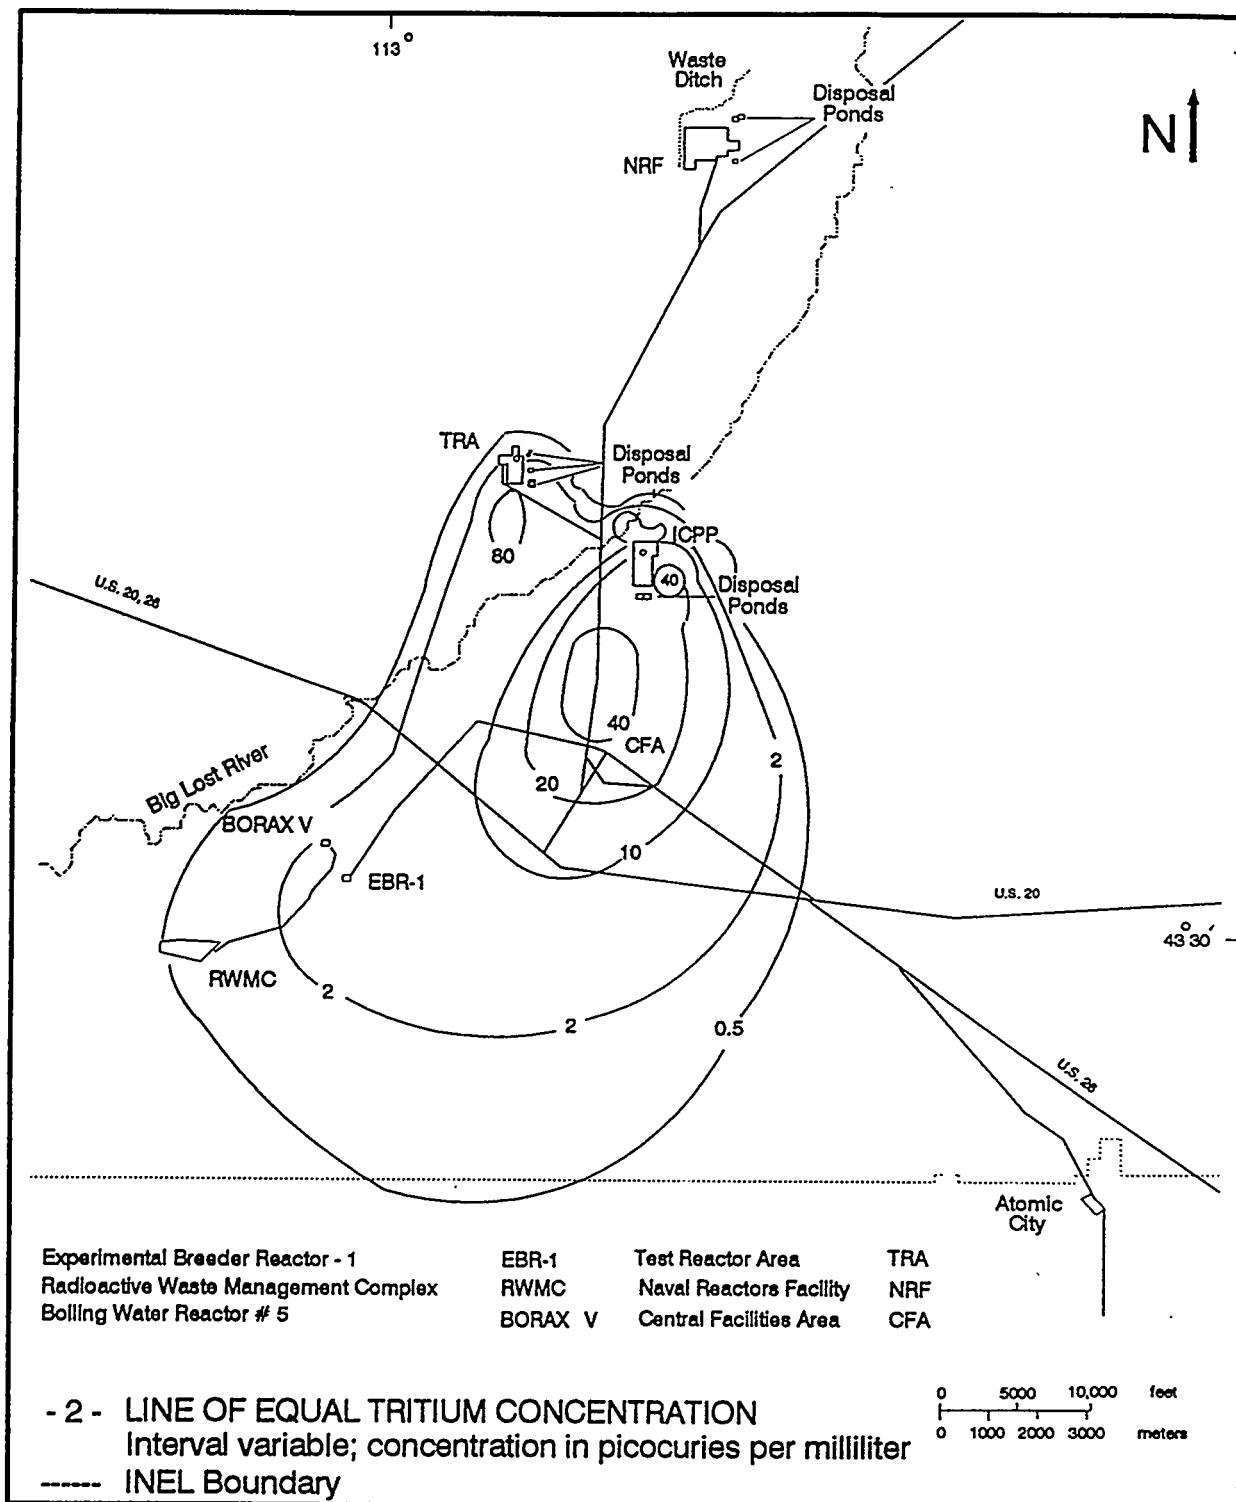 113°
Waste
Ditch
Disposal
Ponds
N
NRF
TRA
Disposal
Ponds
ICPP
80
40
Disposal
Ponds
U.S. 20, 26
40
CFA
2
Big Lost River
20
BORAX V
10
EBR-1
U.S. 20
43°30'
RWMC
2
2
0.5
U.S. 26
Atomic
City
Experimental Breeder Reactor - 1 EBR-1 Test Reactor Area TRA
Radioactive Waste Management Complex RWMC Naval Reactors Facility NRF
Boiling Water Reactor # 5 BORAX V Central Facilities Area CFA
0 5000 10,000 feet
0 1000 2000 3000 meters
- 2 - LINE OF EQUAL TRITIUM CONCENTRATION
Interval variable; concentration in picocuries per milliliter
------ INEL Boundary